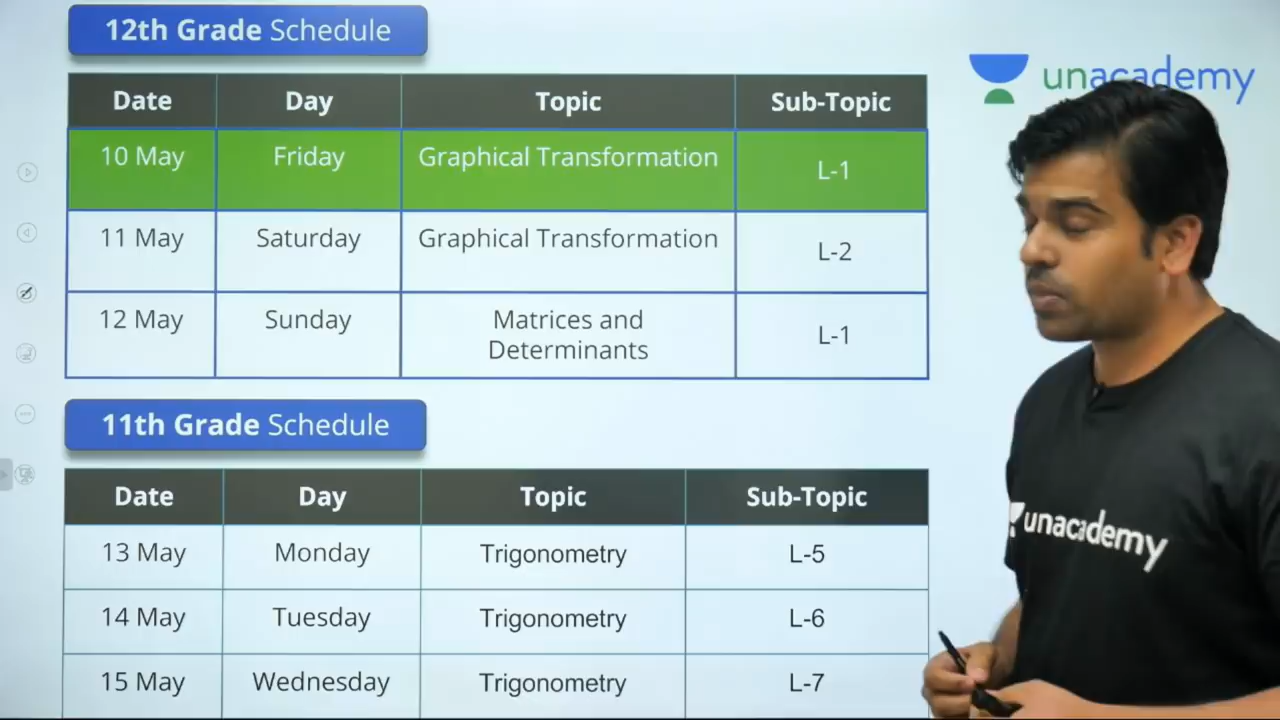 12th Grade Schedule
unacademy
Date Day Topic Sub-Topic
10 May Friday Graphical Transformation L-1
11 May Saturday Graphical Transformation L-2
12 May Sunday Matrices and Determinants L-1
11th Grade Schedule
Date Day Topic Sub-Topic
13 May Monday Trigonometry L-5
14 May Tuesday Trigonometry L-6
15 May Wednesday Trigonometry L-7
unacademy